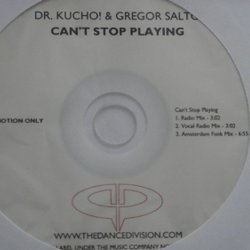 DR. KUCHO! & GREGOR SALTO
CAN'T STOP PLAYING
MOTION ONLY
Can't Stop Playing
1. Radio Mix - 3:02
2. Vocal Radio Mix - 3:02
3. Amsterdam Funk Mix - 6:55
WWW.THEDANCEDIVISION.COM
LABEL UNDER THE MUSIC COMPANY